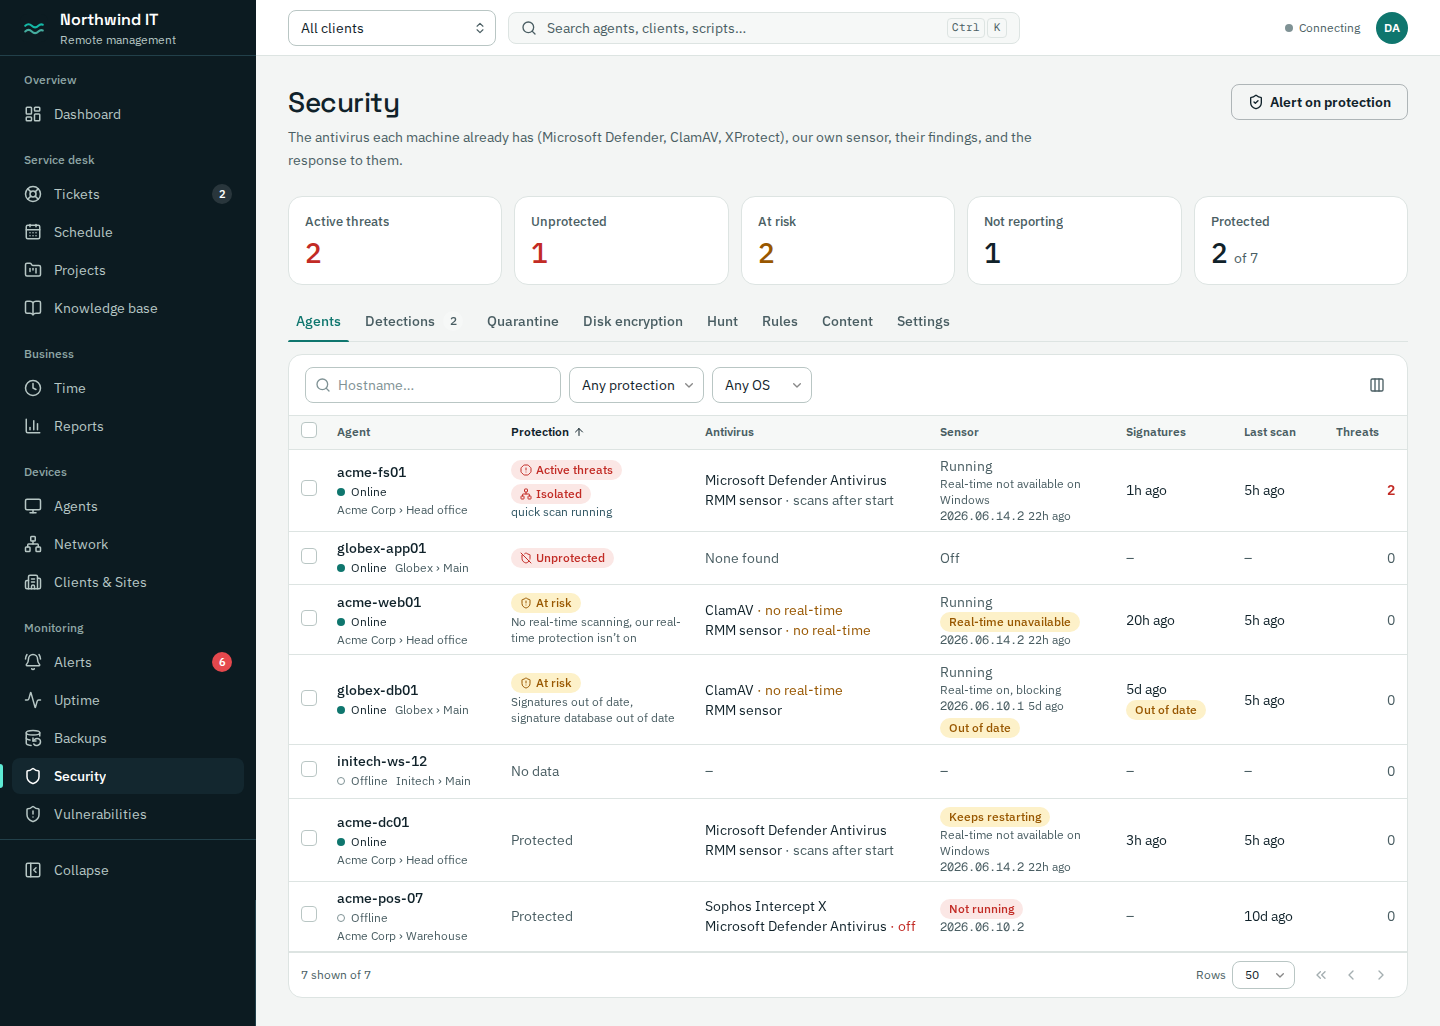 Northwind IT
Remote management
All clients
Search agents, clients, scripts...
Ctrl K
Connecting
DA
Overview
Dashboard
Service desk
Tickets 2
Schedule
Projects
Knowledge base
Business
Time
Reports
Devices
Agents
Network
Clients & Sites
Monitoring
Alerts 6
Uptime
Backups
Security
Vulnerabilities
Collapse
Security
Alert on protection
The antivirus each machine already has (Microsoft Defender, ClamAV, XProtect), our own sensor, their findings, and the
response to them.
Active threats
2
Unprotected
1
At risk
2
Not reporting
1
Protected
2 of 7
Agents Detections 2 Quarantine Disk encryption Hunt Rules Content Settings
Hostname... Any protection Any OS
Agent Protection ↑ Antivirus Sensor Signatures Last scan Threats
acme-fs01
Online
Acme Corp › Head office
Active threats
Isolated
quick scan running
Microsoft Defender Antivirus
RMM sensor · scans after start
Running
Real-time not available on
Windows
2026.06.14.2 22h ago
1h ago
5h ago
2
globex-app01
Online Globex › Main
Unprotected
None found
Off
–
–
0
acme-web01
Online
Acme Corp › Head office
At risk
No real-time scanning, our real-
time protection isn't on
ClamAV · no real-time
RMM sensor · no real-time
Running
Real-time unavailable
2026.06.14.2 22h ago
20h ago
5h ago
0
globex-db01
Online Globex › Main
At risk
Signatures out of date,
signature database out of date
ClamAV · no real-time
RMM sensor
Running
Real-time on, blocking
2026.06.10.1 5d ago
Out of date
5d ago
Out of date
5h ago
0
initech-ws-12
Offline Initech › Main
No data
–
–
–
–
0
acme-dc01
Online
Acme Corp › Head office
Protected
Microsoft Defender Antivirus
RMM sensor · scans after start
Keeps restarting
Real-time not available on
Windows
2026.06.14.2 22h ago
3h ago
5h ago
0
acme-pos-07
Offline
Acme Corp › Warehouse
Protected
Sophos Intercept X
Microsoft Defender Antivirus · off
Not running
2026.06.10.2
–
10d ago
0
7 shown of 7
Rows 50